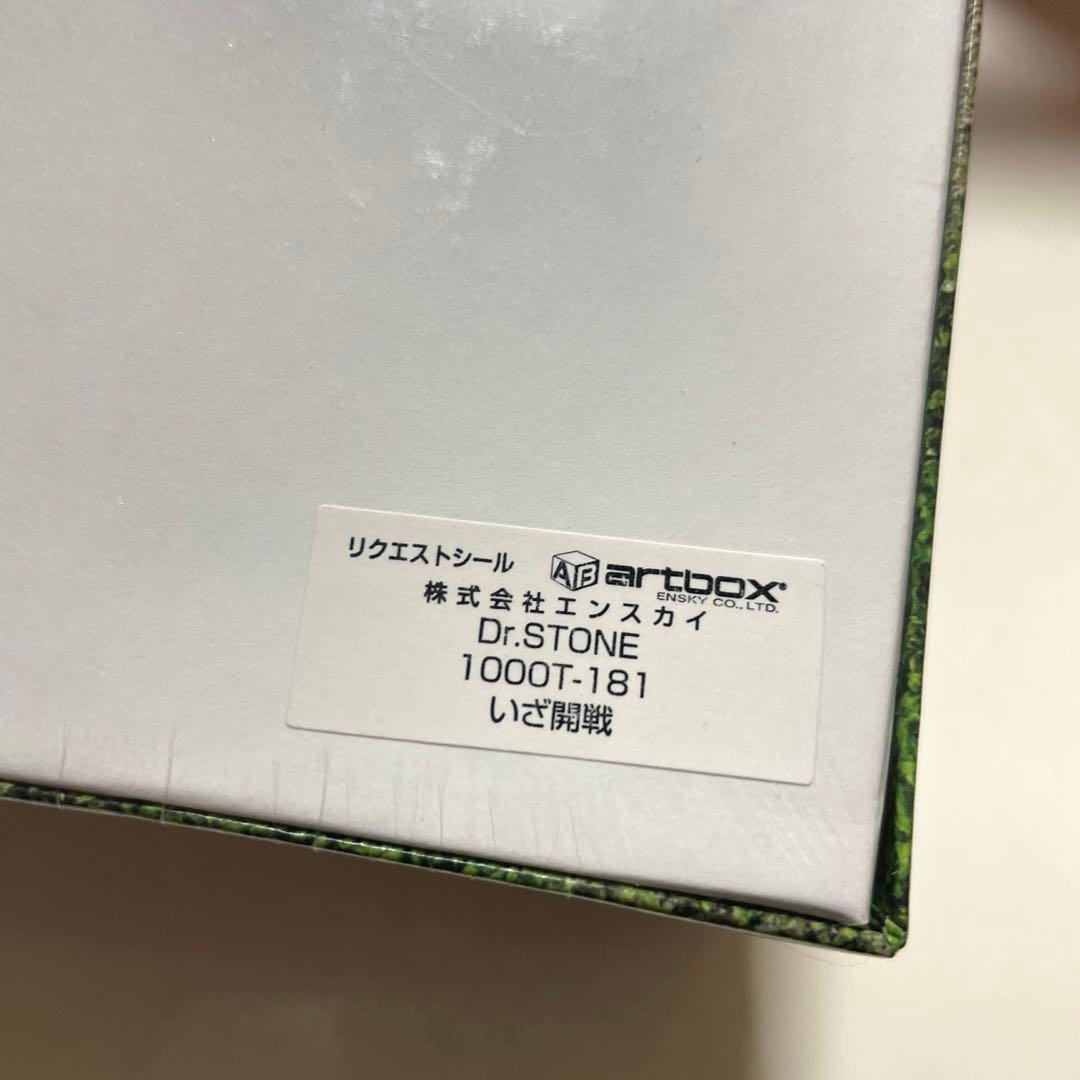 リクエストシール AB artbox®
ENSKY CO., LTD.
株式会社エンスカイ
Dr.STONE
1000T-181
いざ開戦